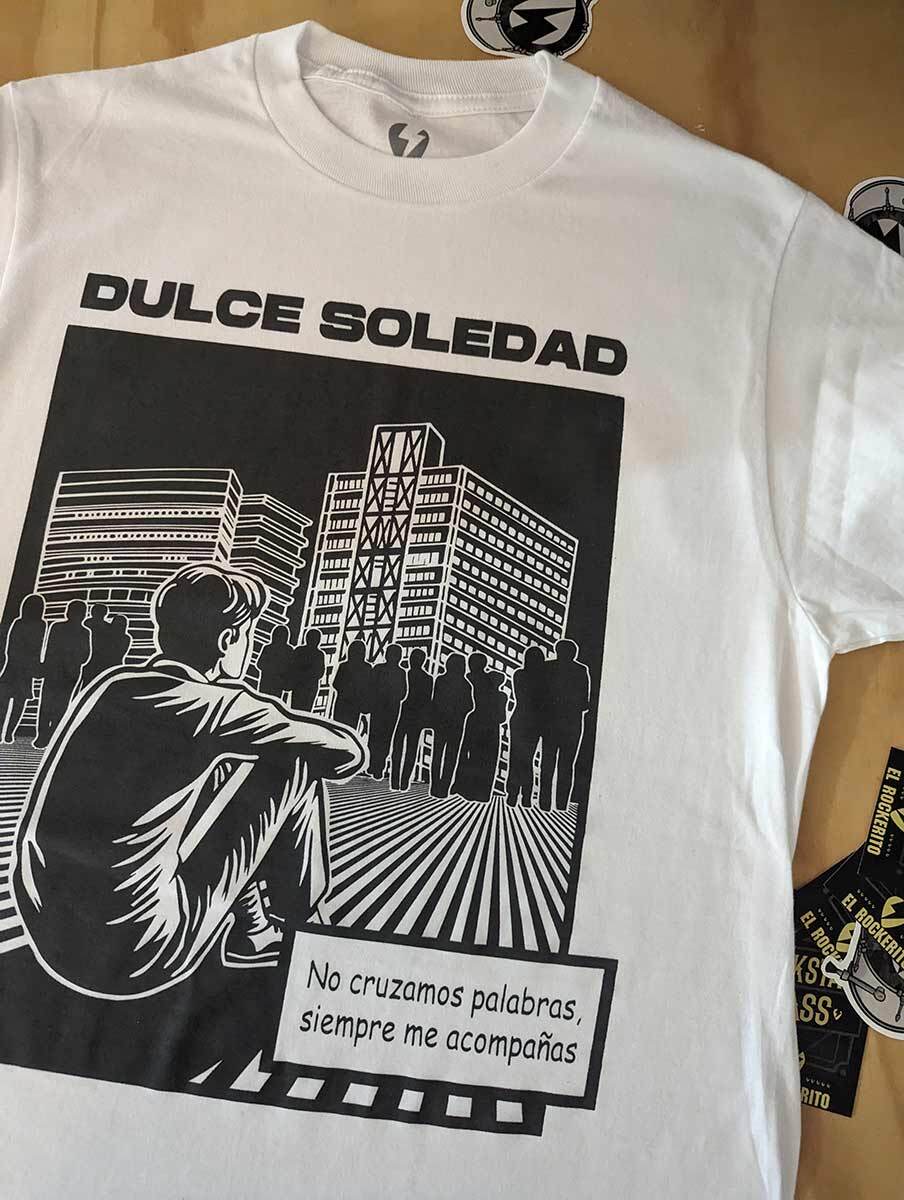 DULCE SOLEDAD
No cruzamos palabras,
siempre me acompañas
EL ROCKERITO
EL ROCKERITO